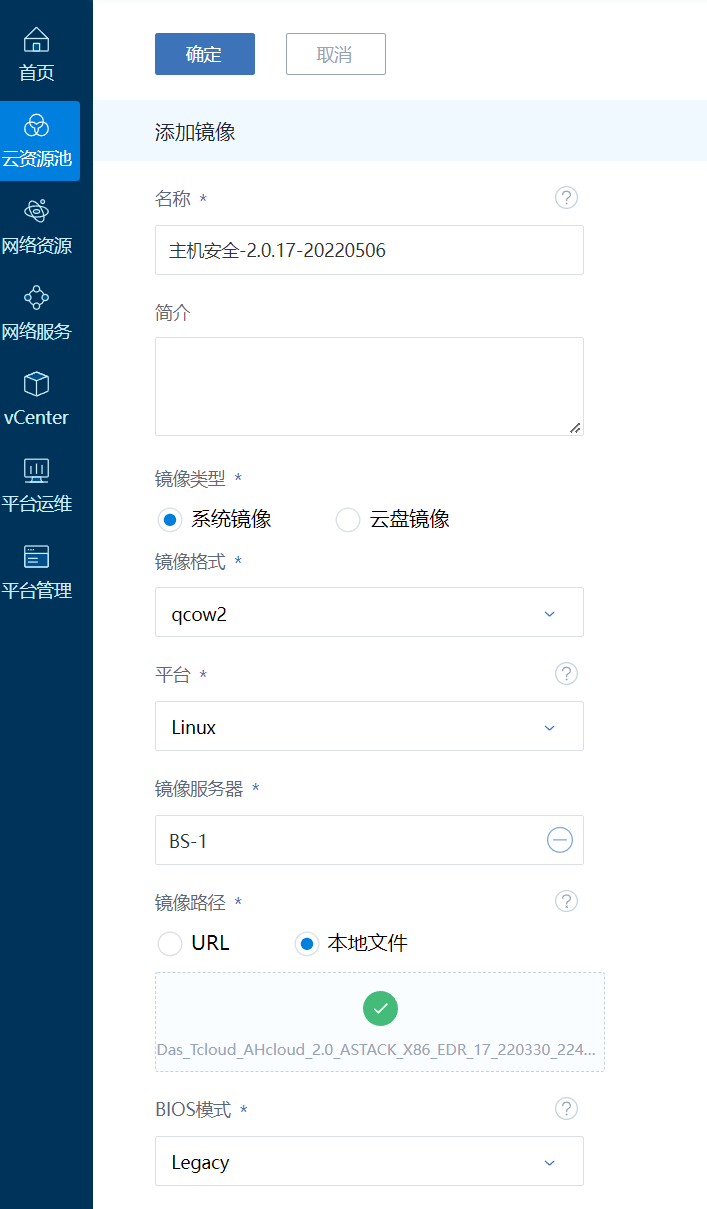 首页
云资源池
网络资源
网络服务
vCenter
平台运维
平台管理
确定 取消
添加镜像
名称 * ?
主机安全-2.0.17-20220506
简介
镜像类型 *
系统镜像 云盘镜像
镜像格式 *
qcow2
平台 * ?
Linux
镜像服务器 *
BS-1
镜像路径 * ?
URL 本地文件
Das_Tcloud_AHcloud_2.0_ASTACK_X86_EDR_17_220330_224...
BIOS模式 * ?
Legacy